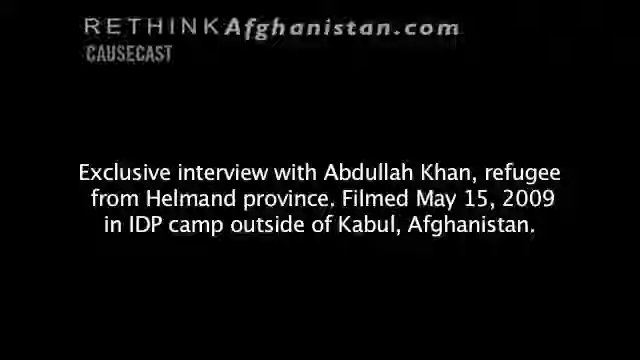 RETHINKAfghanistan.com
CAUSECAST
Exclusive interview with Abdullah Khan, refugee
from Helmand province. Filmed May 15, 2009
in IDP camp outside of Kabul, Afghanistan.